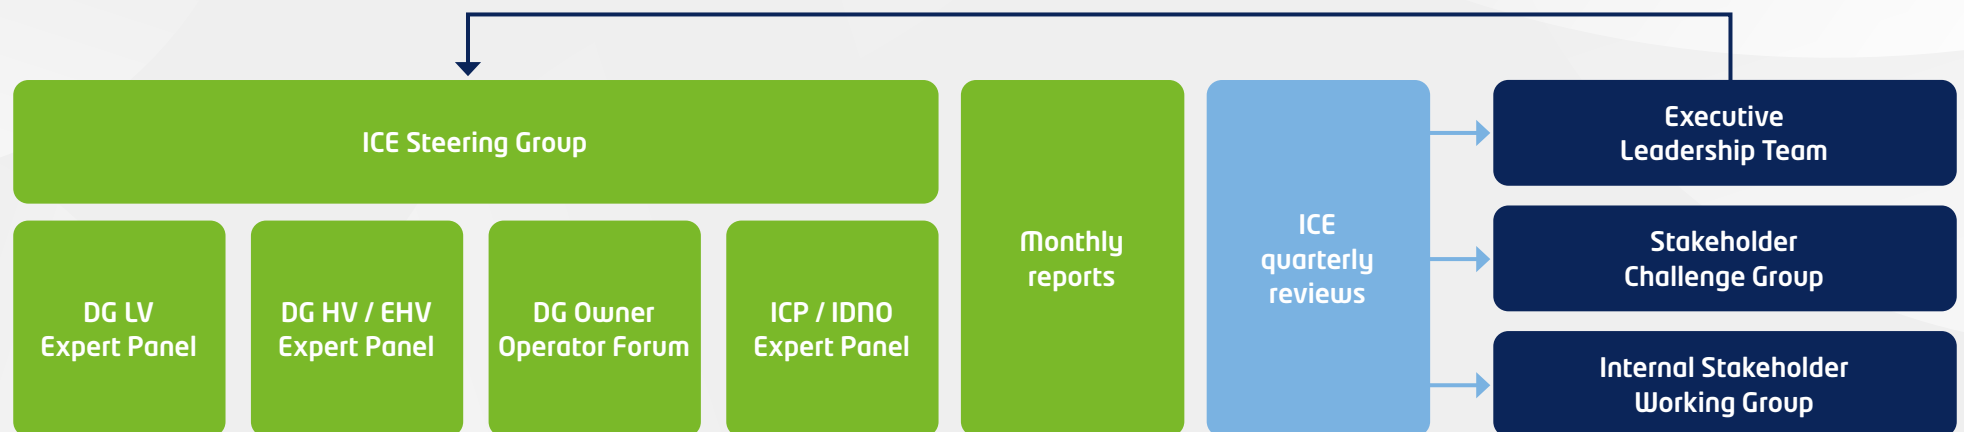 ICE Steering Group
DG LV
Expert Panel
DG HV / EHV
Expert Panel
DG Owner
Operator Forum
ICP / IDNO
Expert Panel
Monthly
reports
ICE
quarterly
reviews
Executive
Leadership Team
Stakeholder
Challenge Group
Internal Stakeholder
Working Group